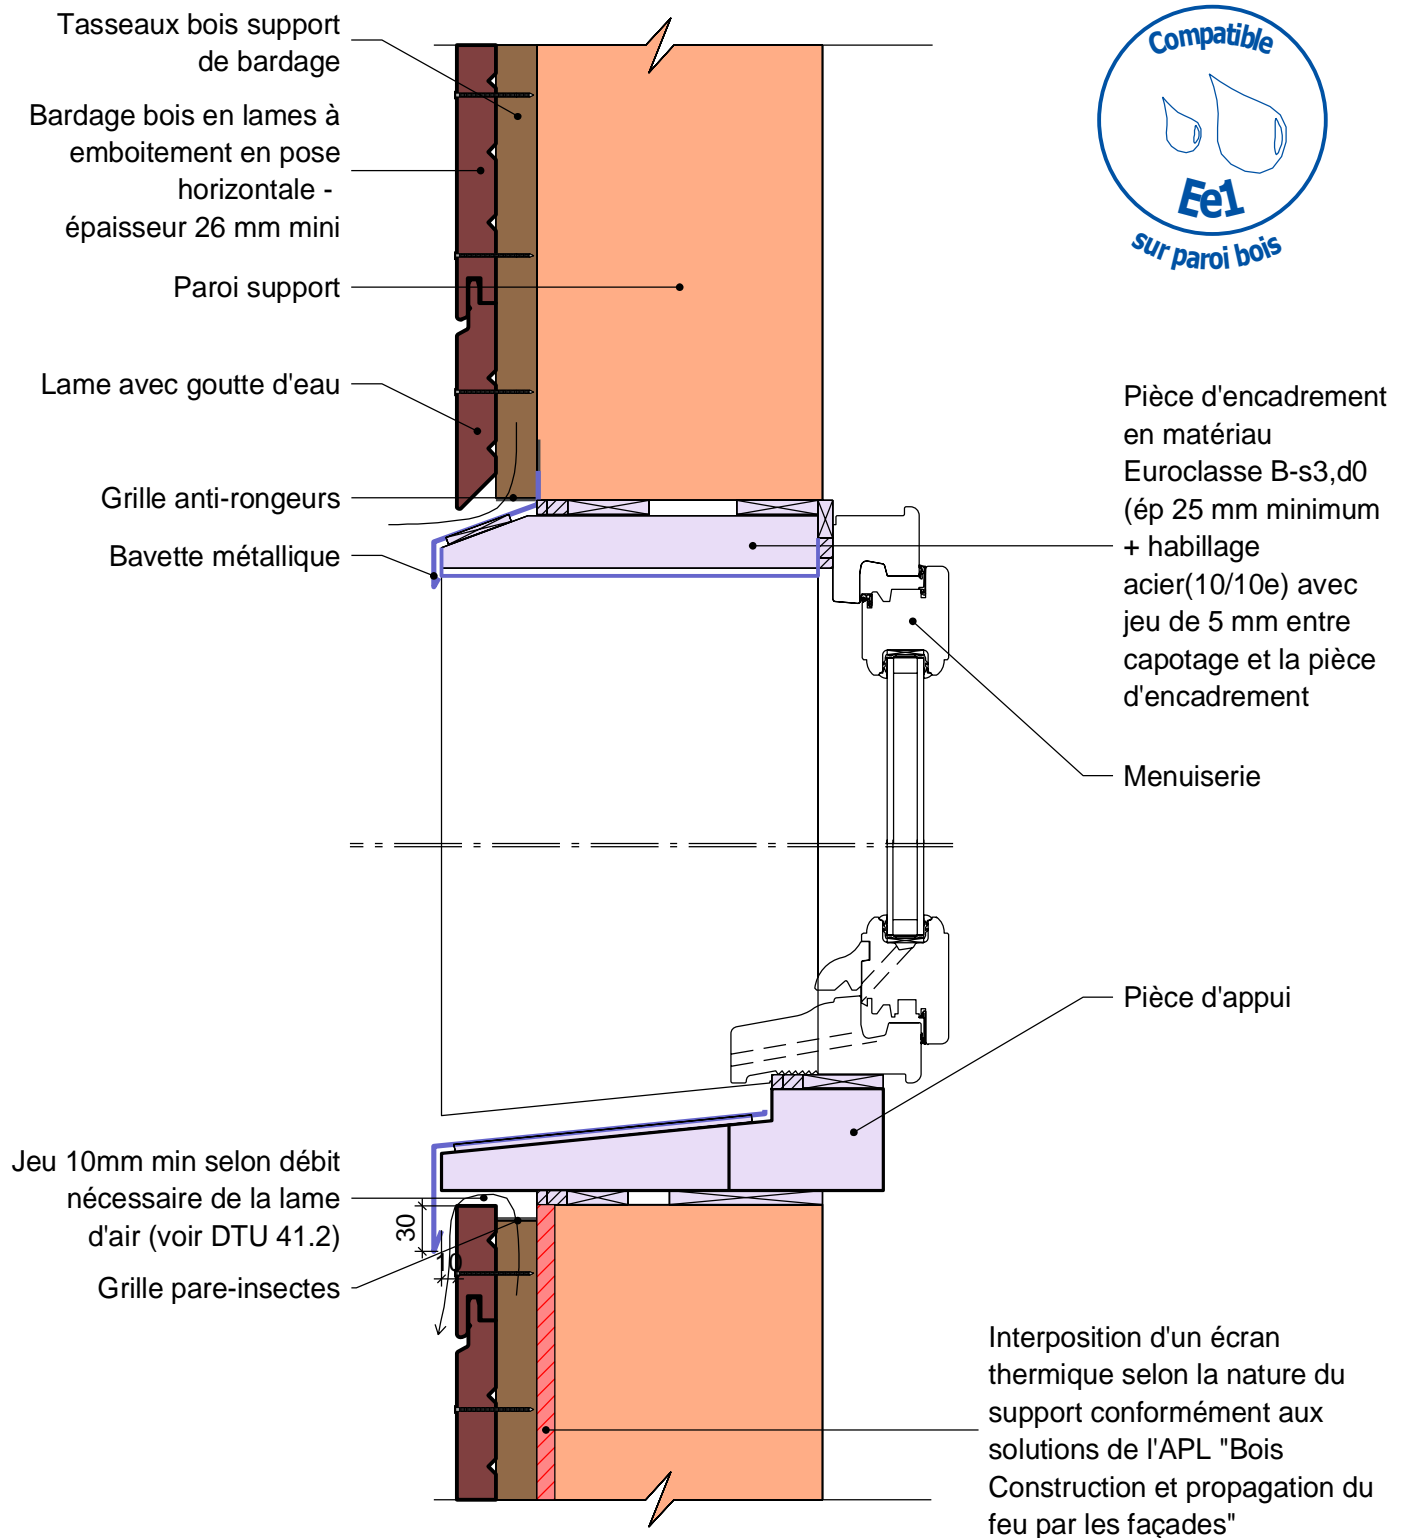 Tasseaux bois support
de bardage
Bardage bois en lames à
emboitement en pose
horizontale -
épaisseur 26 mm mini
Paroi support
Lame avec goutte d'eau
Grille anti-rongeurs
Bavette métallique
Compatible
Ee1
sur paroi bois
Pièce d'encadrement
en matériau
Euroclasse B-s3,d0
(ép 25 mm minimum
+ habillage
acier(10/10e) avec
jeu de 5 mm entre
capotage et la pièce
d'encadrement
Menuiserie
Pièce d'appui
Jeu 10mm min selon débit
nécessaire de la lame
d'air (voir DTU 41.2)
30
10
Grille pare-insectes
Interposition d'un écran
thermique selon la nature du
support conformément aux
solutions de l'APL "Bois
Construction et propagation du
feu par les façades"